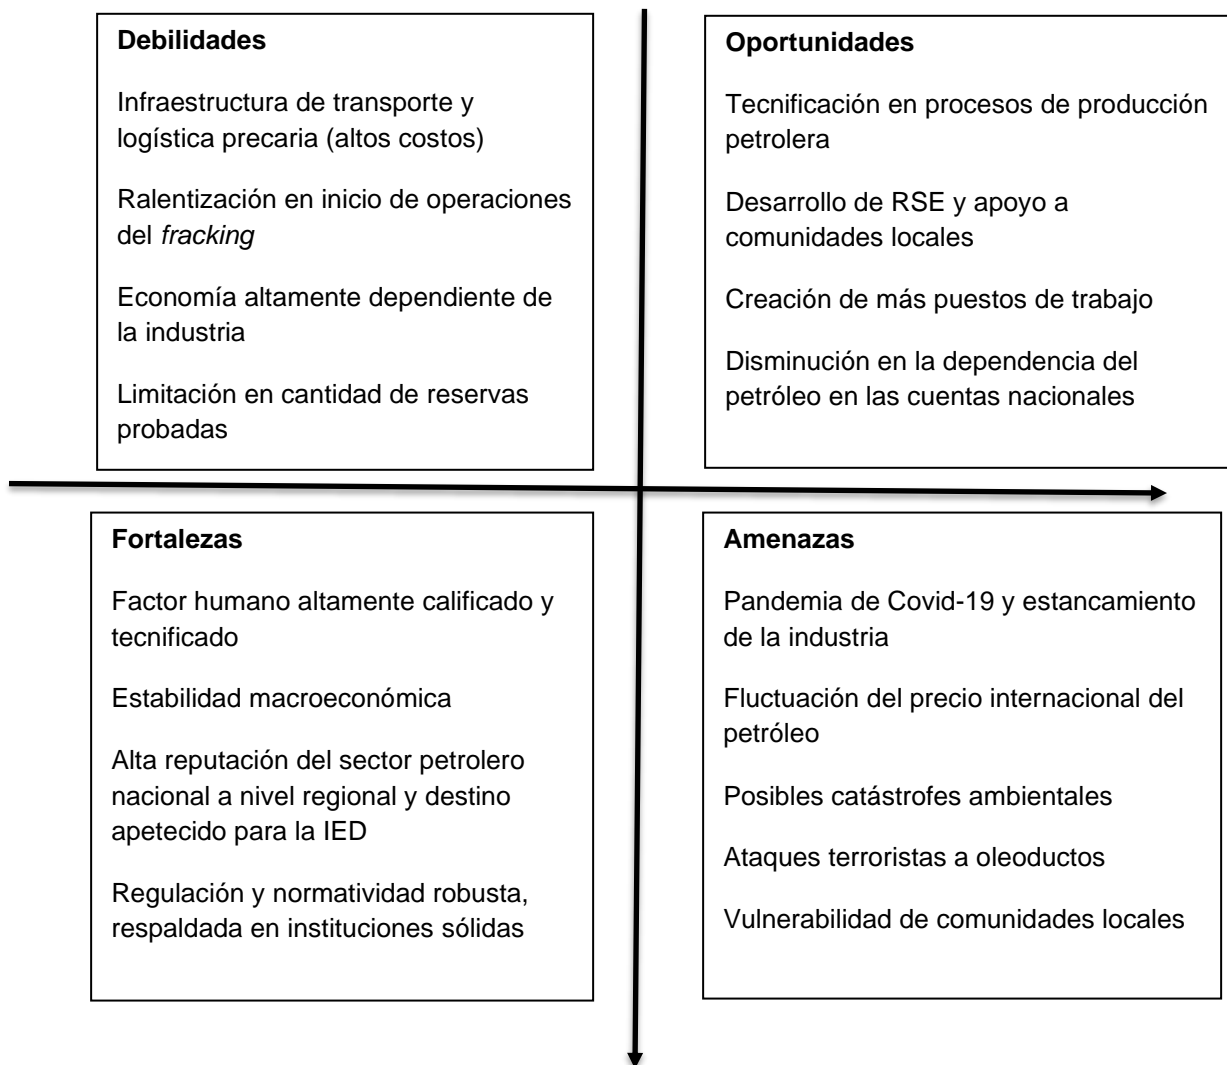 Debilidades
Infraestructura de transporte y
logística precaria (altos costos)
Ralentización en inicio de operaciones
del fracking
Economía altamente dependiente de
la industria
Limitación en cantidad de reservas
probadas
Oportunidades
Tecnificación en procesos de producción
petrolera
Desarrollo de RSE y apoyo a
comunidades locales
Creación de más puestos de trabajo
Disminución en la dependencia del
petróleo en las cuentas nacionales
Fortalezas
Factor humano altamente calificado y
tecnificado
Estabilidad macroeconómica
Alta reputación del sector petrolero
nacional a nivel regional y destino
apetecido para la IED
Regulación y normatividad robusta,
respaldada en instituciones sólidas
Amenazas
Pandemia de Covid-19 y estancamiento
de la industria
Fluctuación del precio internacional del
petróleo
Posibles catástrofes ambientales
Ataques terroristas a oleoductos
Vulnerabilidad de comunidades locales